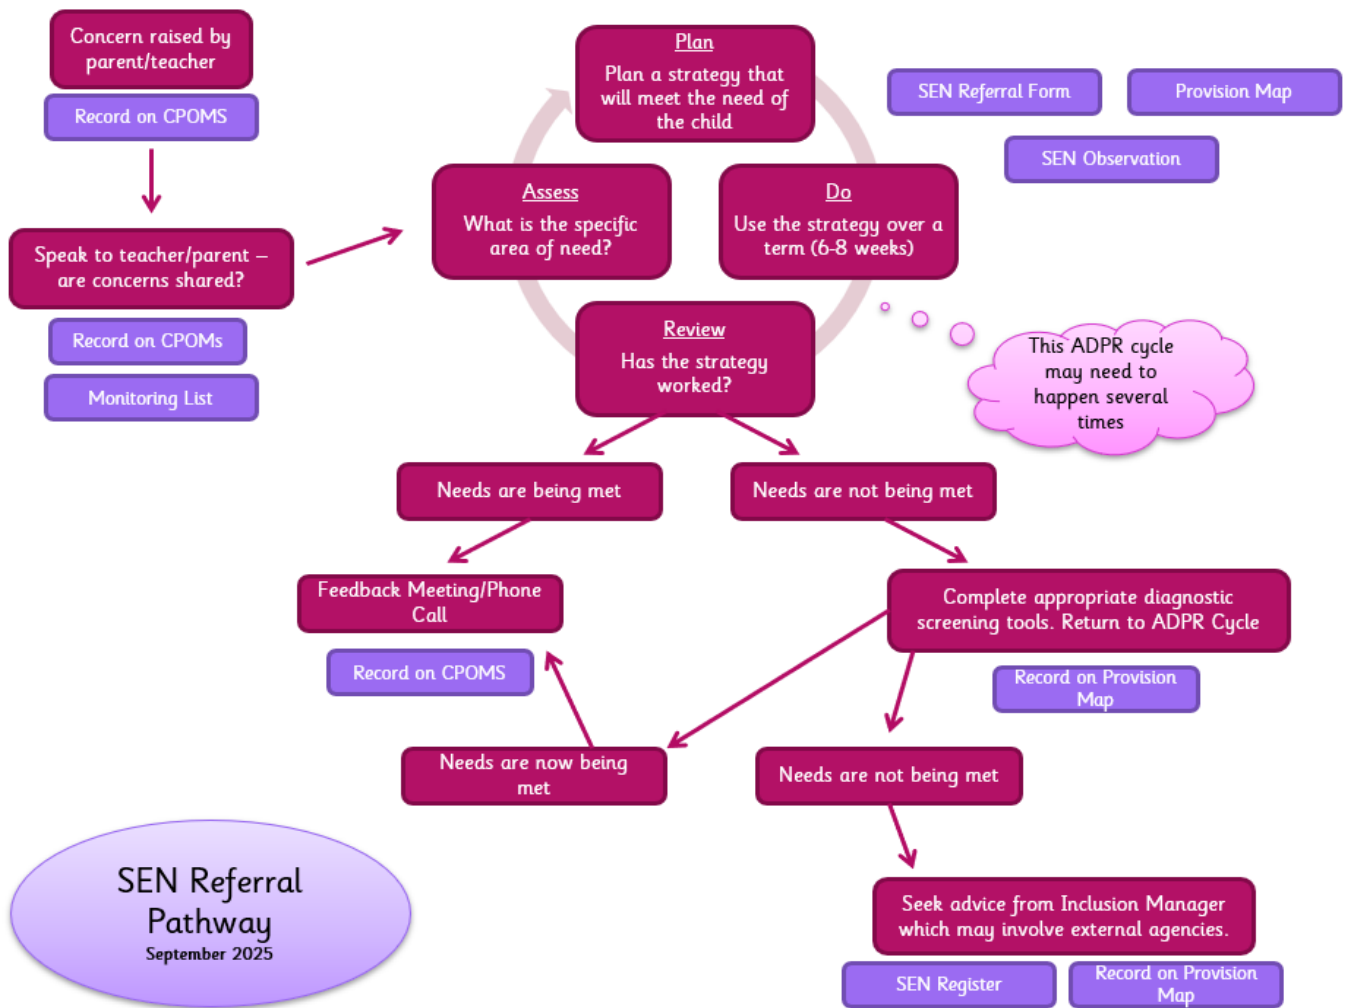 Concern raised by
parent/teacher
Record on CPOMS
Speak to teacher/parent –
are concerns shared?
Record on CPOMs
Monitoring List
Plan
Plan a strategy that
will meet the need of
the child
Assess
What is the specific
area of need?
Do
Use the strategy over a
term (6-8 weeks)
Review
Has the strategy
worked?
SEN Referral Form
Provision Map
SEN Observation
This ADPR cycle
may need to
happen several
times
Needs are being met
Needs are not being met
Feedback Meeting/Phone
Call
Record on CPOMS
Complete appropriate diagnostic
screening tools. Return to ADPR Cycle
Record on Provision
Map
Needs are now being
met
Needs are not being met
Seek advice from Inclusion Manager
which may involve external agencies.
SEN Register
Record on Provision
Map
SEN Referral
Pathway
September 2025